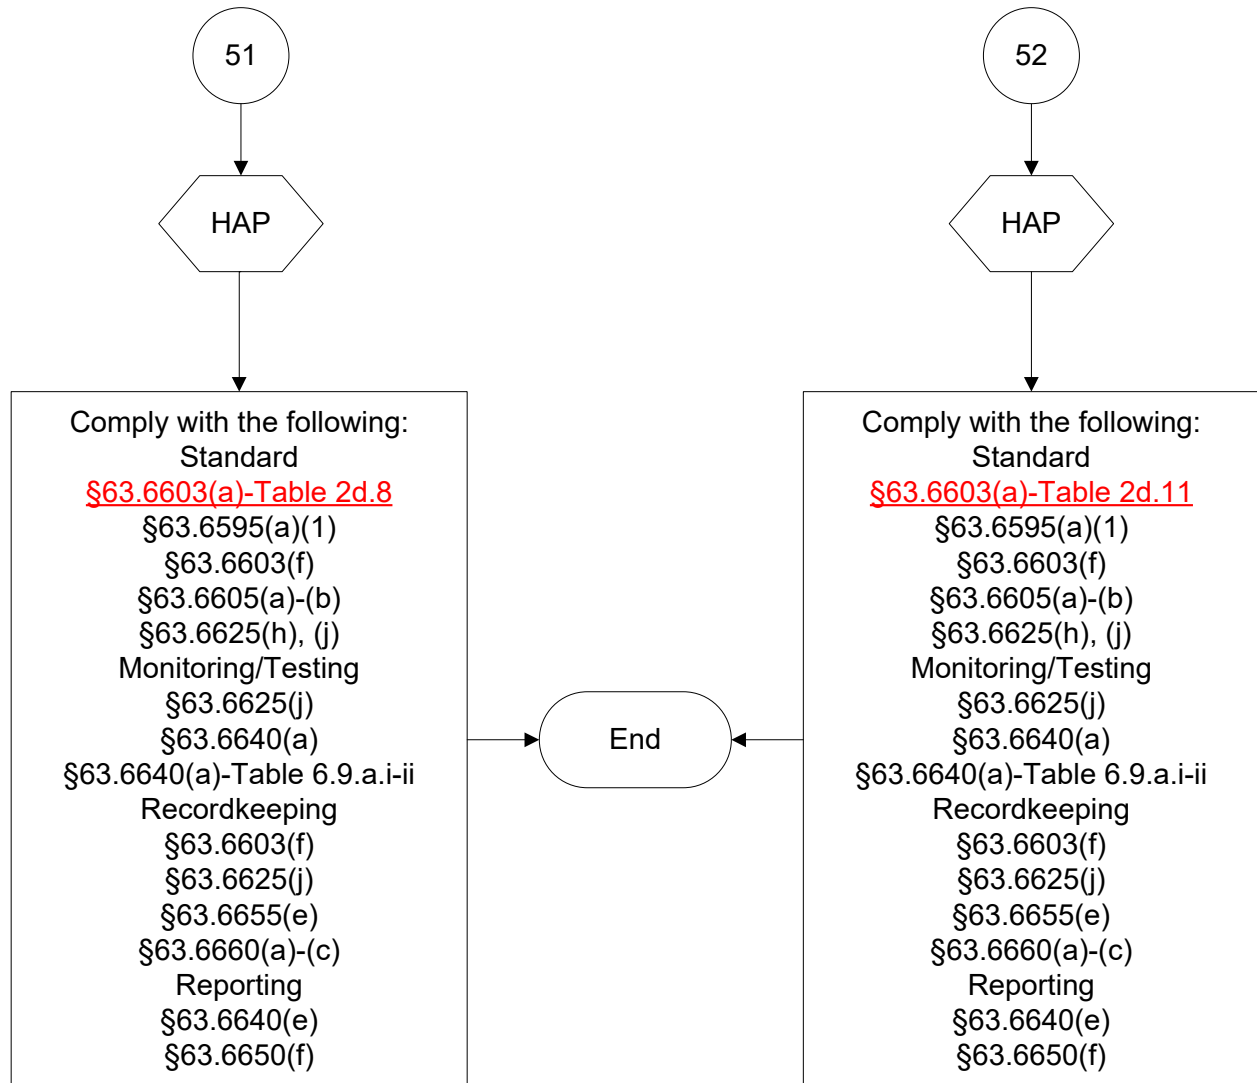 51
HAP
Comply with the following:
Standard
§63.6603(a)-Table 2d.8
§63.6595(a)(1)
§63.6603(f)
§63.6605(a)-(b)
§63.6625(h), (j)
Monitoring/Testing
§63.6625(j)
§63.6640(a)
§63.6640(a)-Table 6.9.a.i-ii
Recordkeeping
§63.6603(f)
§63.6625(j)
§63.6655(e)
§63.6660(a)-(c)
Reporting
§63.6640(e)
§63.6650(f)
End
52
HAP
Comply with the following:
Standard
§63.6603(a)-Table 2d.11
§63.6595(a)(1)
§63.6603(f)
§63.6605(a)-(b)
§63.6625(h), (j)
Monitoring/Testing
§63.6625(j)
§63.6640(a)
§63.6640(a)-Table 6.9.a.i-ii
Recordkeeping
§63.6603(f)
§63.6625(j)
§63.6655(e)
§63.6660(a)-(c)
Reporting
§63.6640(e)
§63.6650(f)